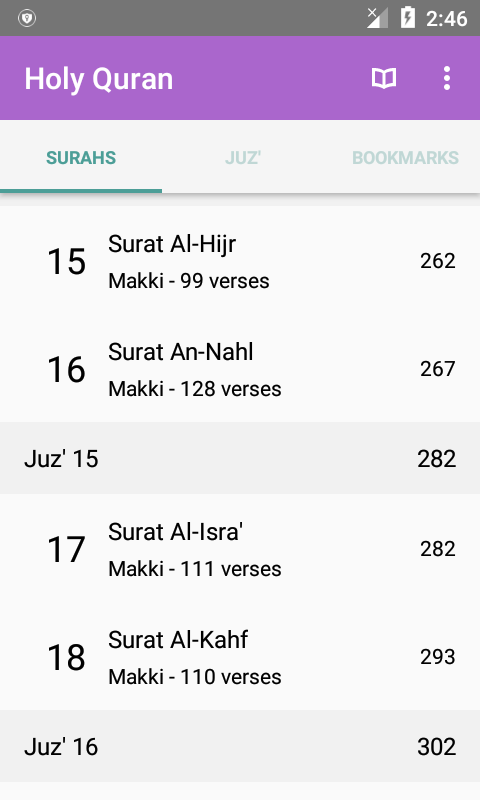 2:46
Holy Quran
SURAHS
JUZ'
BOOKMARKS
15
Surat Al-Hijr
Makki - 99 verses
262
16
Surat An-Nahl
Makki - 128 verses
267
Juz' 15
282
17
Surat Al-Isra'
Makki - 111 verses
282
18
Surat Al-Kahf
Makki - 110 verses
293
Juz' 16
302